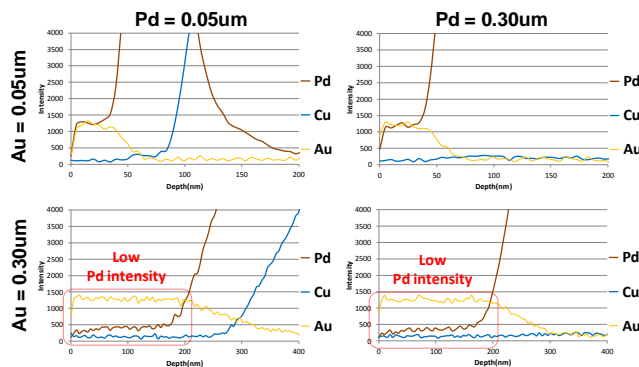 Pd = 0.05um
Pd = 0.30um
Au = 0.05um
Intensity
4000
3500
3000
2500
2000
1500
1000
500
0
0 50 100 150 200
Depth(nm)
Pd
Cu
Au
Intensity
4000
3500
3000
2500
2000
1500
1000
500
0
0 50 100 150 200
Depth(nm)
Pd
Cu
Au
Au = 0.30um
Intensity
4000
3500
3000
2500
2000
1500
1000
500
0
0 100 200 300 400
Depth(nm)
Low
Pd intensity
Pd
Cu
Au
Intensity
4000
3500
3000
2500
2000
1500
1000
500
0
0 100 200 300 400
Depth(nm)
Low
Pd intensity
Pd
Cu
Au